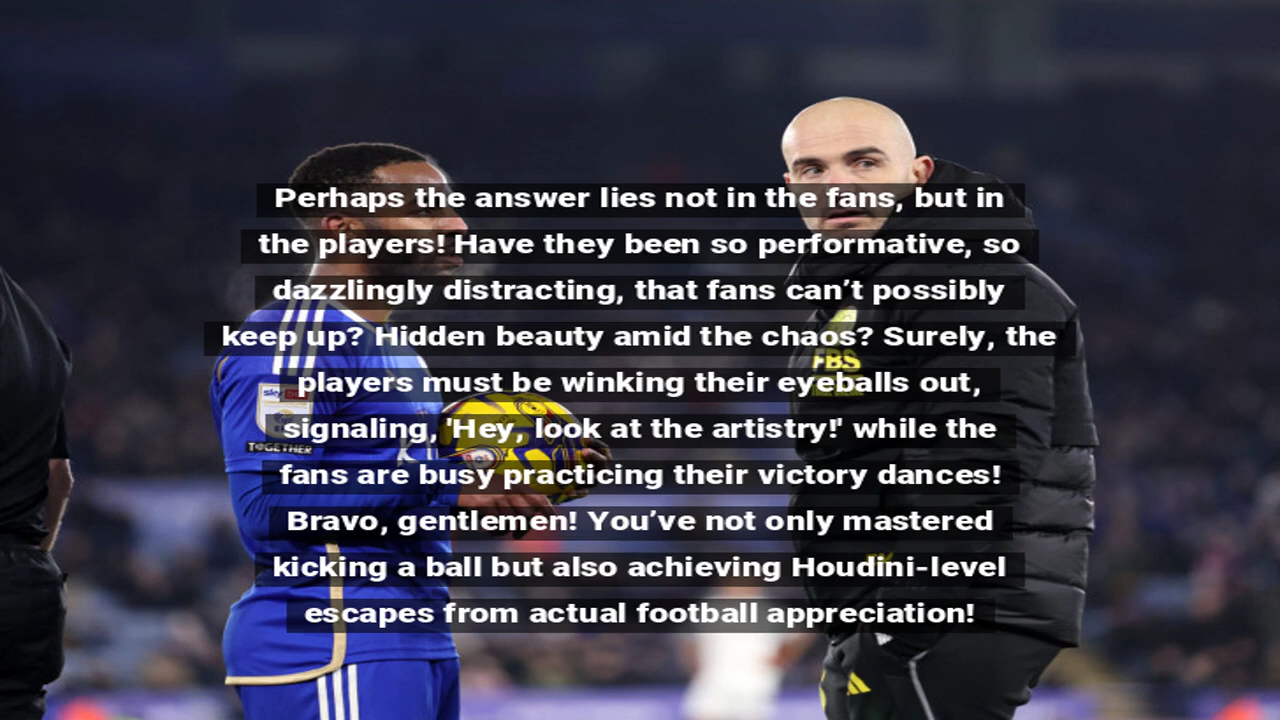 Perhaps the answer lies not in the fans, but in
the players! Have they been so performative, so
dazzlingly distracting, that fans can’t possibly
keep up? Hidden beauty amid the chaos? Surely, the
players must be winking their eyeballs out,
signaling, 'Hey, look at the artistry!' while the
fans are busy practicing their victory dances!
Bravo, gentlemen! You’ve not only mastered
kicking a ball but also achieving Houdini-level
escapes from actual football appreciation!
sky
TOGETHER
FBS